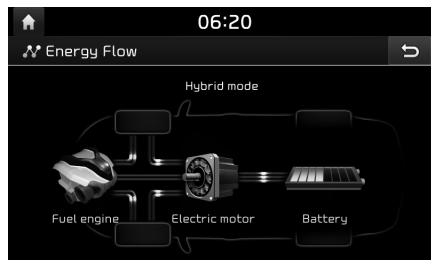 06:20
Energy Flow
Hybrid mode
Fuel engine
Electric motor
Battery